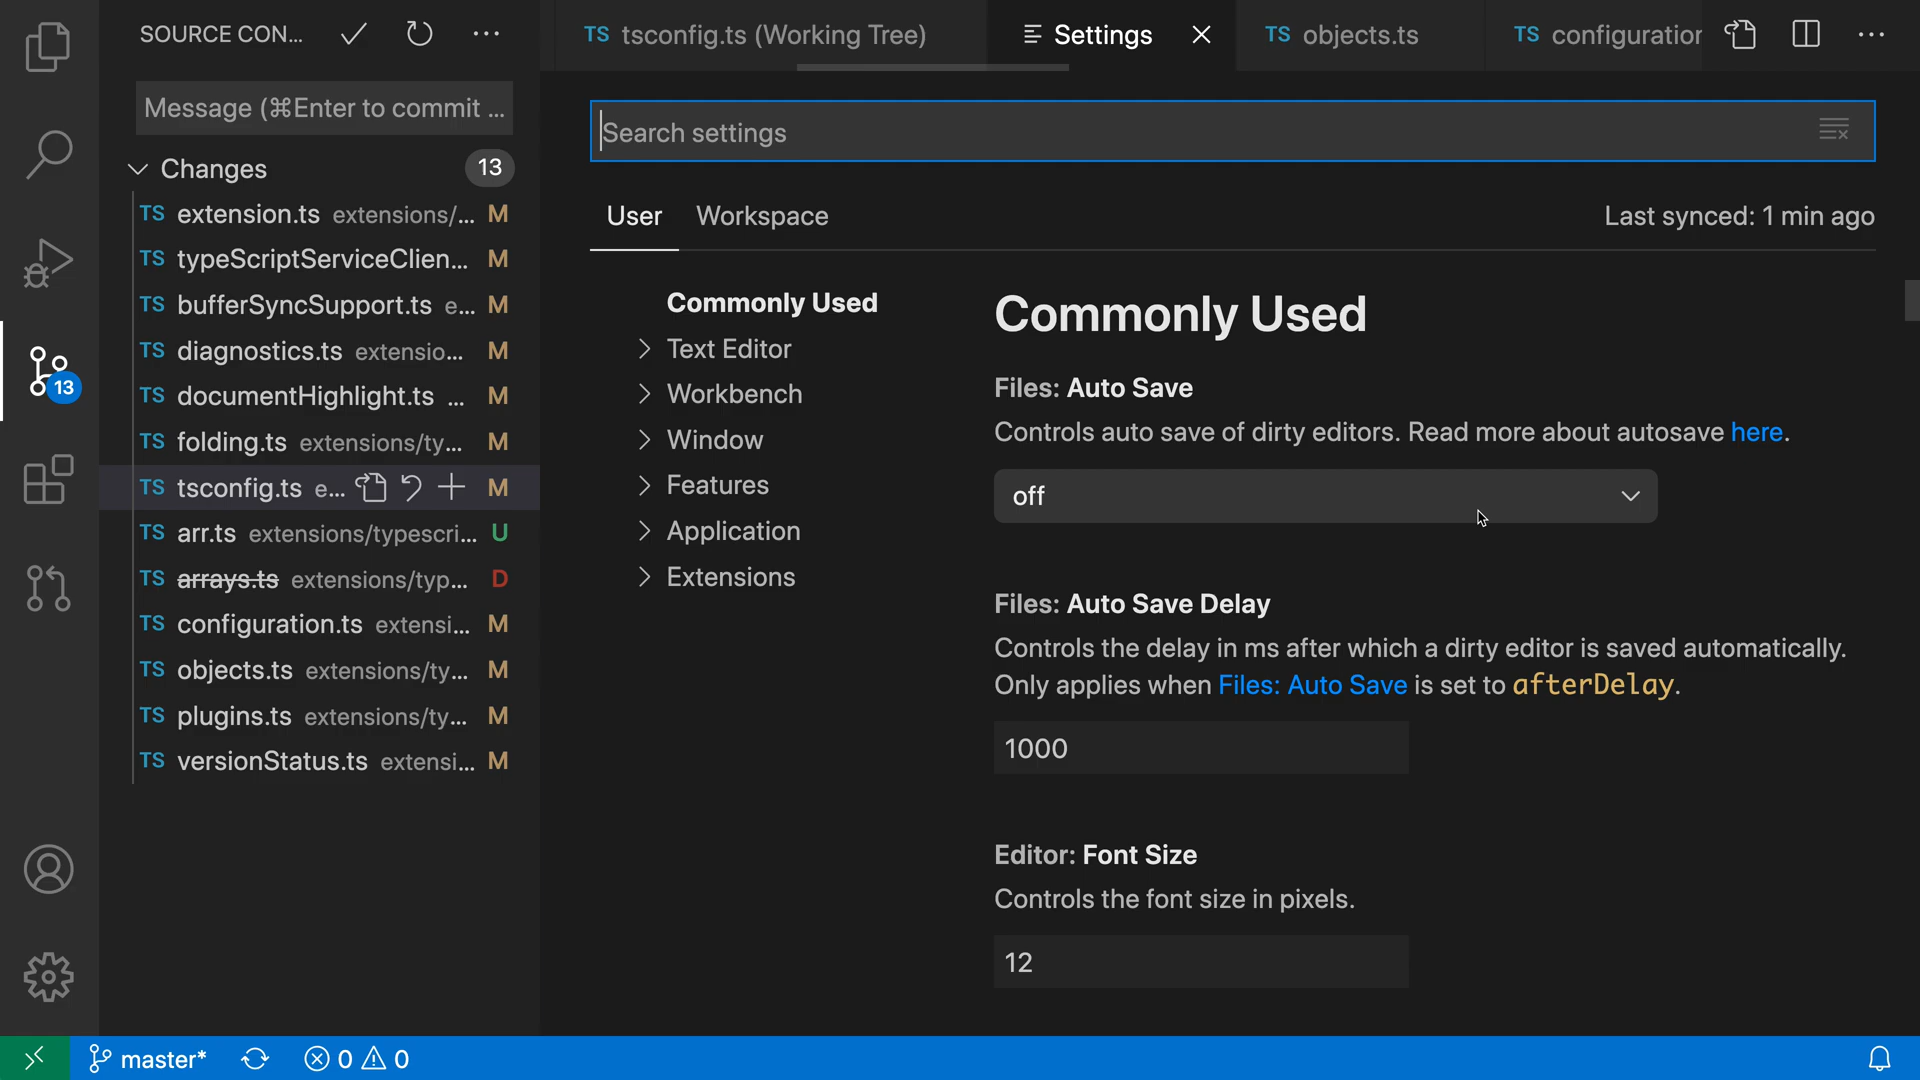 SOURCE CON...
TS tsconfig.ts (Working Tree)
Settings
TS objects.ts
TS configuration
Message (⌘Enter to commit ...
Changes 13
TS extension.ts extensions/... M
TS typeScriptServiceClien... M
TS bufferSyncSupport.ts e... M
TS diagnostics.ts extensio... M
TS documentHighlight.ts ... M
TS folding.ts extensions/ty... M
TS tsconfig.ts e... M
TS arr.ts extensions/typescri... U
TS arrays.ts extensions/typ... D
TS configuration.ts extensi... M
TS objects.ts extensions/ty... M
TS plugins.ts extensions/ty... M
TS versionStatus.ts extensi... M
13
Search settings
User Workspace
Last synced: 1 min ago
Commonly Used
Text Editor
Workbench
Window
Features
Application
Extensions
Commonly Used
Files: Auto Save
Controls auto save of dirty editors. Read more about autosave here.
off
Files: Auto Save Delay
Controls the delay in ms after which a dirty editor is saved automatically.
Only applies when Files: Auto Save is set to afterDelay.
1000
Editor: Font Size
Controls the font size in pixels.
12
master* 0 0